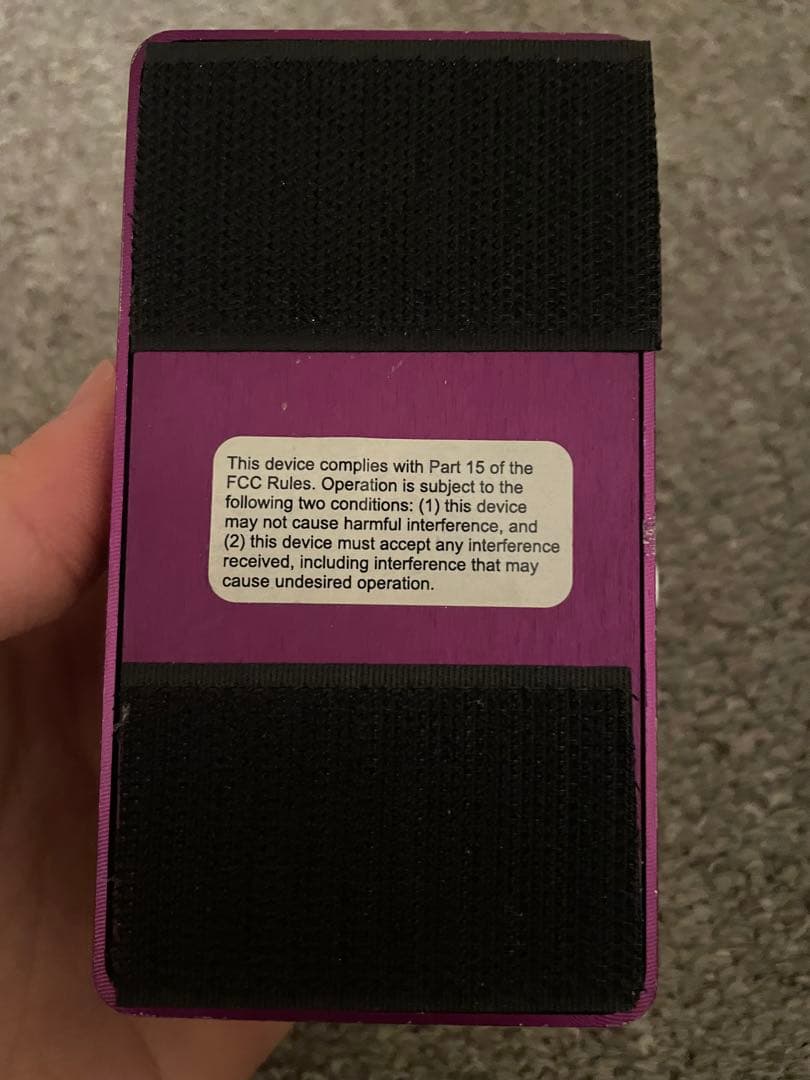 This device complies with Part 15 of the
FCC Rules. Operation is subject to the
following two conditions: (1) this device
may not cause harmful interference, and
(2) this device must accept any interference
received, including interference that may
cause undesired operation.